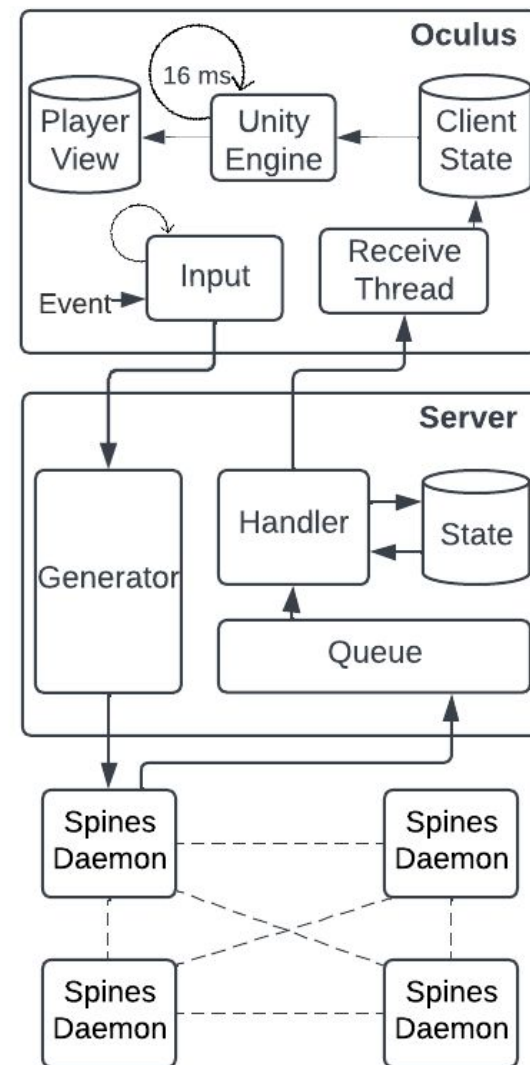 Oculus
16 ms
Player
View
Unity
Engine
Client
State
Event
Input
Receive
Thread
Server
Generator
Handler
State
Queue
Spines
Daemon
Spines
Daemon
Spines
Daemon
Spines
Daemon